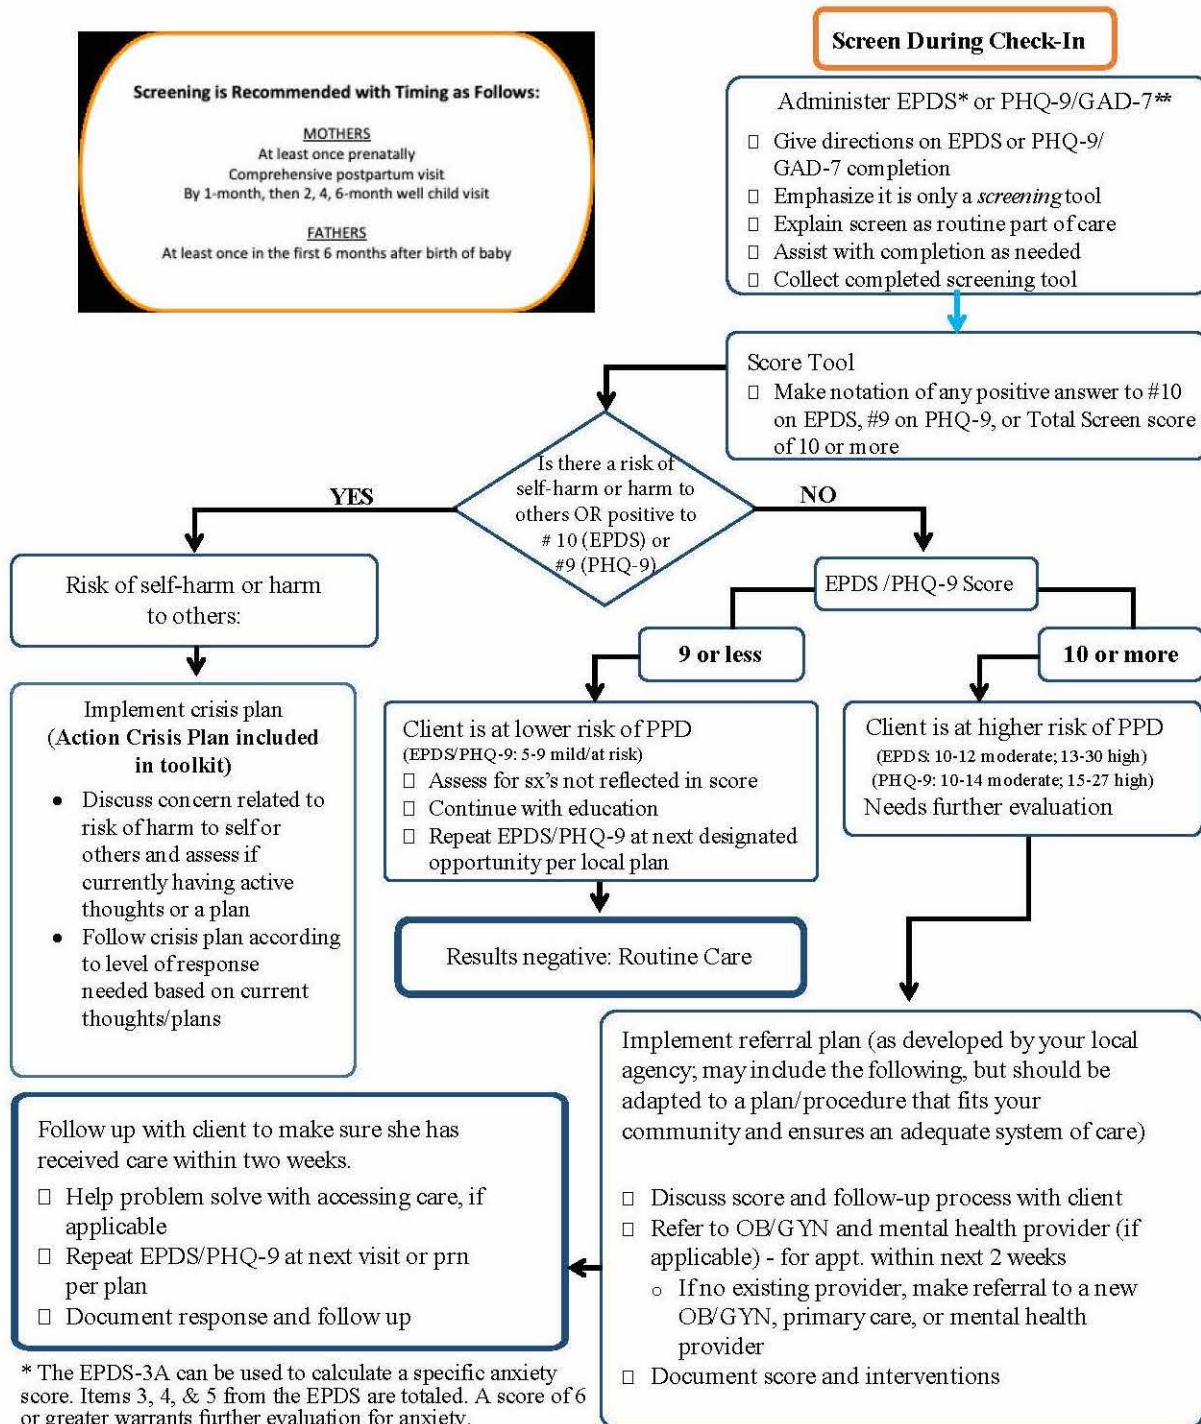 Screening is Recommended with Timing as Follows:
MOTHERS
At least once prenatally
Comprehensive postpartum visit
By 1-month, then 2, 4, 6-month well child visit
FATHERS
At least once in the first 6 months after birth of baby
Screen During Check-In
Administer EPDS* or PHQ-9/GAD-7**
□ Give directions on EPDS or PHQ-9/
GAD-7 completion
□ Emphasize it is only a screening tool
□ Explain screen as routine part of care
□ Assist with completion as needed
□ Collect completed screening tool
Score Tool
□ Make notation of any positive answer to #10
on EPDS, #9 on PHQ-9, or Total Screen score
of 10 or more
Is there a risk of
self-harm or harm to
others OR positive to
# 10 (EPDS) or
#9 (PHQ-9)
YES
NO
Risk of self-harm or harm
to others:
EPDS /PHQ-9 Score
9 or less
10 or more
Implement crisis plan
(Action Crisis Plan included
in toolkit)
• Discuss concern related to
risk of harm to self or
others and assess if
currently having active
thoughts or a plan
• Follow crisis plan according
to level of response
needed based on current
thoughts/plans
Client is at lower risk of PPD
(EPDS/PHQ-9: 5-9 mild/at risk)
□ Assess for sx's not reflected in score
□ Continue with education
□ Repeat EPDS/PHQ-9 at next designated
opportunity per local plan
Client is at higher risk of PPD
(EPDS: 10-12 moderate; 13-30 high)
(PHQ-9: 10-14 moderate; 15-27 high)
Needs further evaluation
Results negative: Routine Care
Implement referral plan (as developed by your local
agency; may include the following, but should be
adapted to a plan/procedure that fits your
community and ensures an adequate system of care)
□ Discuss score and follow-up process with client
□ Refer to OB/GYN and mental health provider (if
applicable) - for appt. within next 2 weeks
o If no existing provider, make referral to a new
OB/GYN, primary care, or mental health
provider
□ Document score and interventions
Follow up with client to make sure she has
received care within two weeks.
□ Help problem solve with accessing care, if
applicable
□ Repeat EPDS/PHQ-9 at next visit or prn
per plan
□ Document response and follow up
* The EPDS-3A can be used to calculate a specific anxiety
score. Items 3, 4, & 5 from the EPDS are totaled. A score of 6
or greater warrants further evaluation for anxiety.